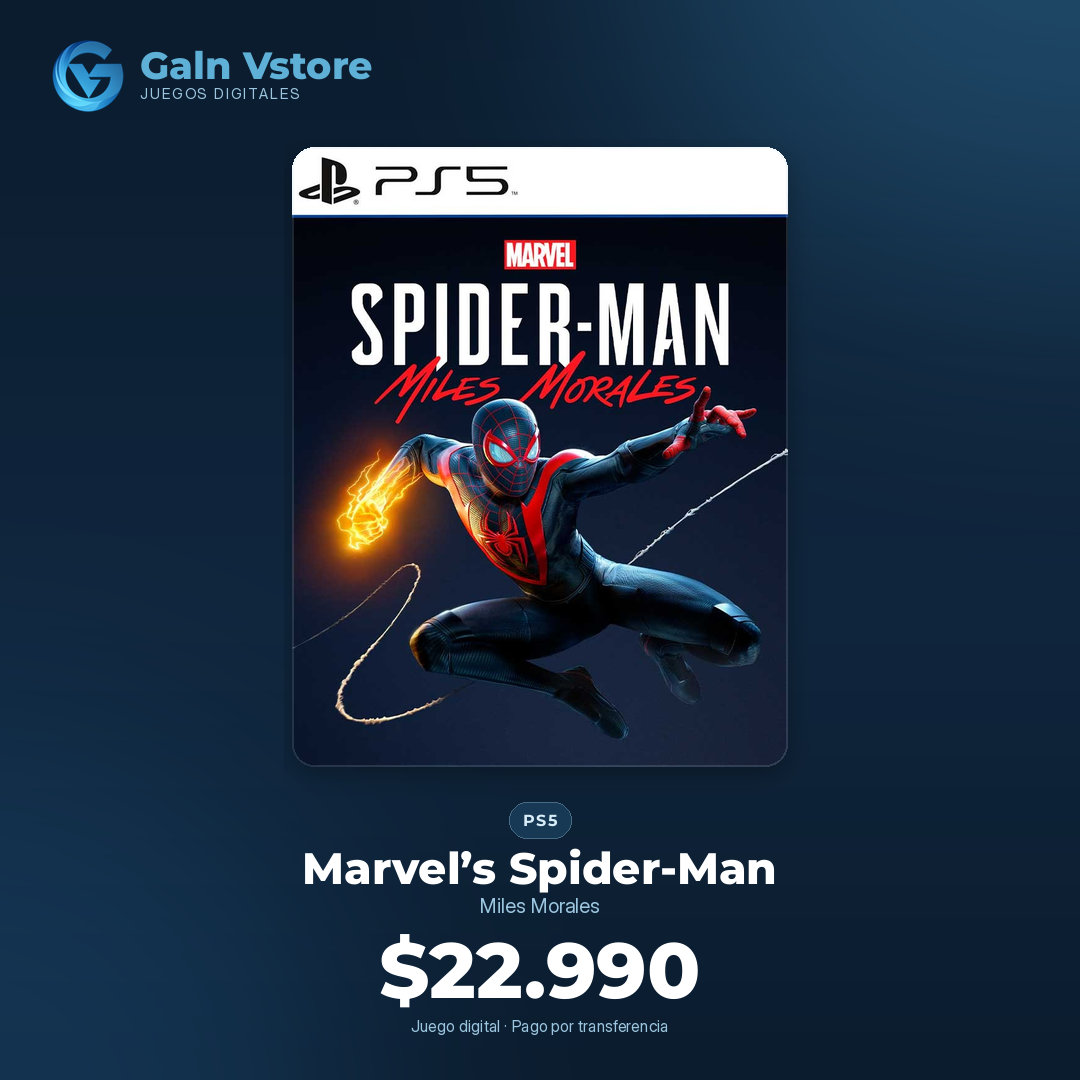 GaIn Vstore
JUEGOS DIGITALES
PS5
MARVEL
SPIDER-MAN
MILES MORALES
PS5
Marvel’s Spider-Man
Miles Morales
$22.990
Juego digital · Pago por transferencia